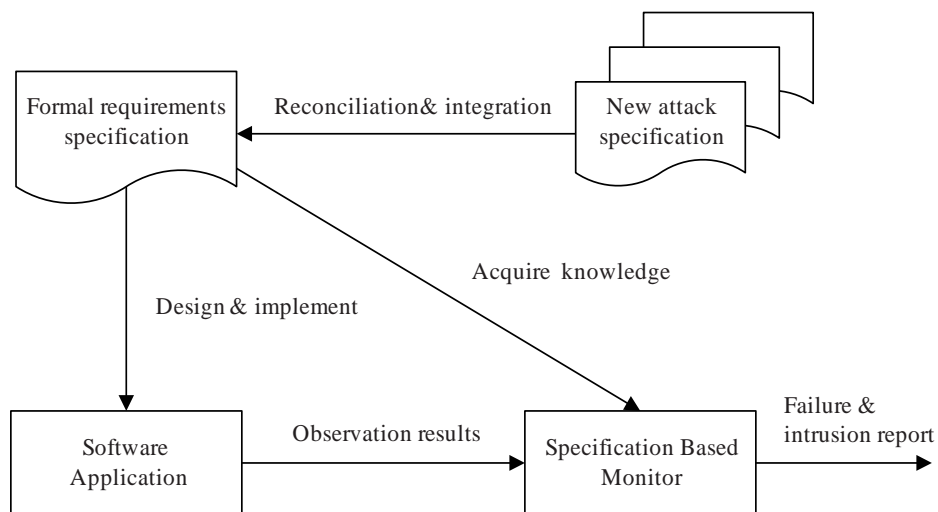 Formal requirements
specification
Reconciliation& integration
New attack
specification
Acquire knowledge
Design & implement
Software
Application
Observation results
Specification Based
Monitor
Failure &
intrusion report